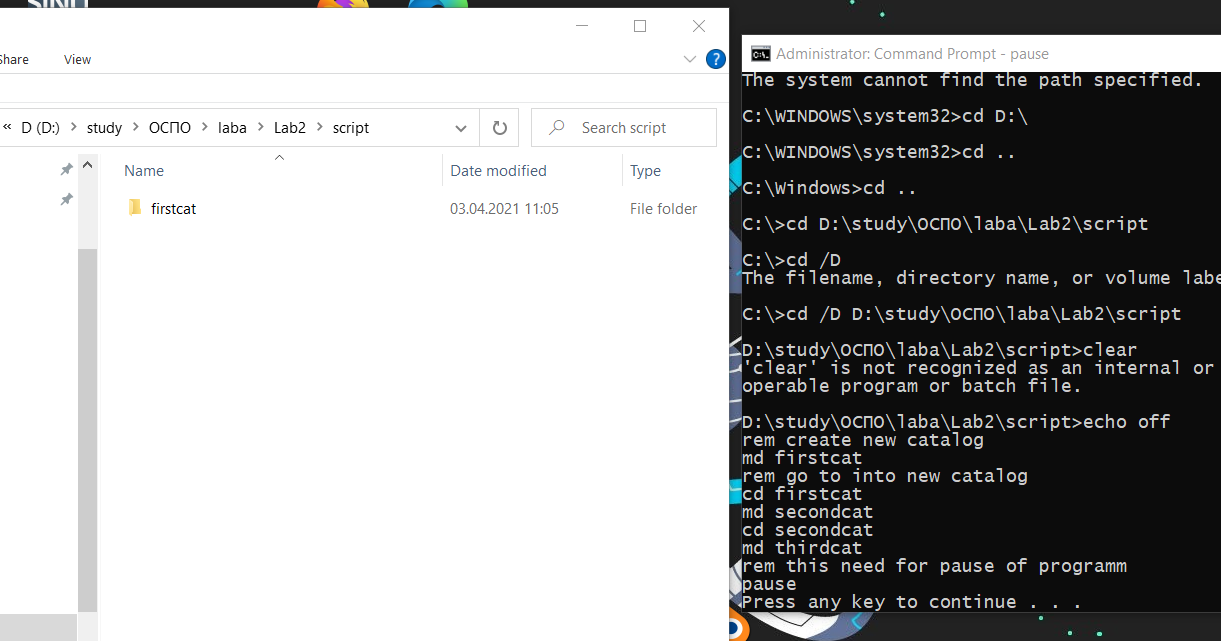 Share View
?
« D (D:) > study > ОСПО > laba > Lab2 > script
Search script
Name Date modified Type
firstcat 03.04.2021 11:05 File folder
Administrator: Command Prompt - pause
The system cannot find the path specified.
C:\WINDOWS\system32>cd D:\
C:\WINDOWS\system32>cd ..
C:\Windows>cd ..
C:\>cd D:\study\ОСПО\laba\Lab2\script
C:\>cd /D
The filename, directory name, or volume
C:\>cd /D D:\study\ОСПО\laba\Lab2\script
D:\study\ОСПО\laba\Lab2\script>clear
'clear' is not recognized as an internal or
operable program or batch file.
D:\study\ОСПО\laba\Lab2\script>echo off
rem create new catalog
md firstcat
rem go to into new catalog
cd firstcat
md secondcat
cd secondcat
md thirdcat
rem this need for pause of programm
pause
Press any key to continue . . .